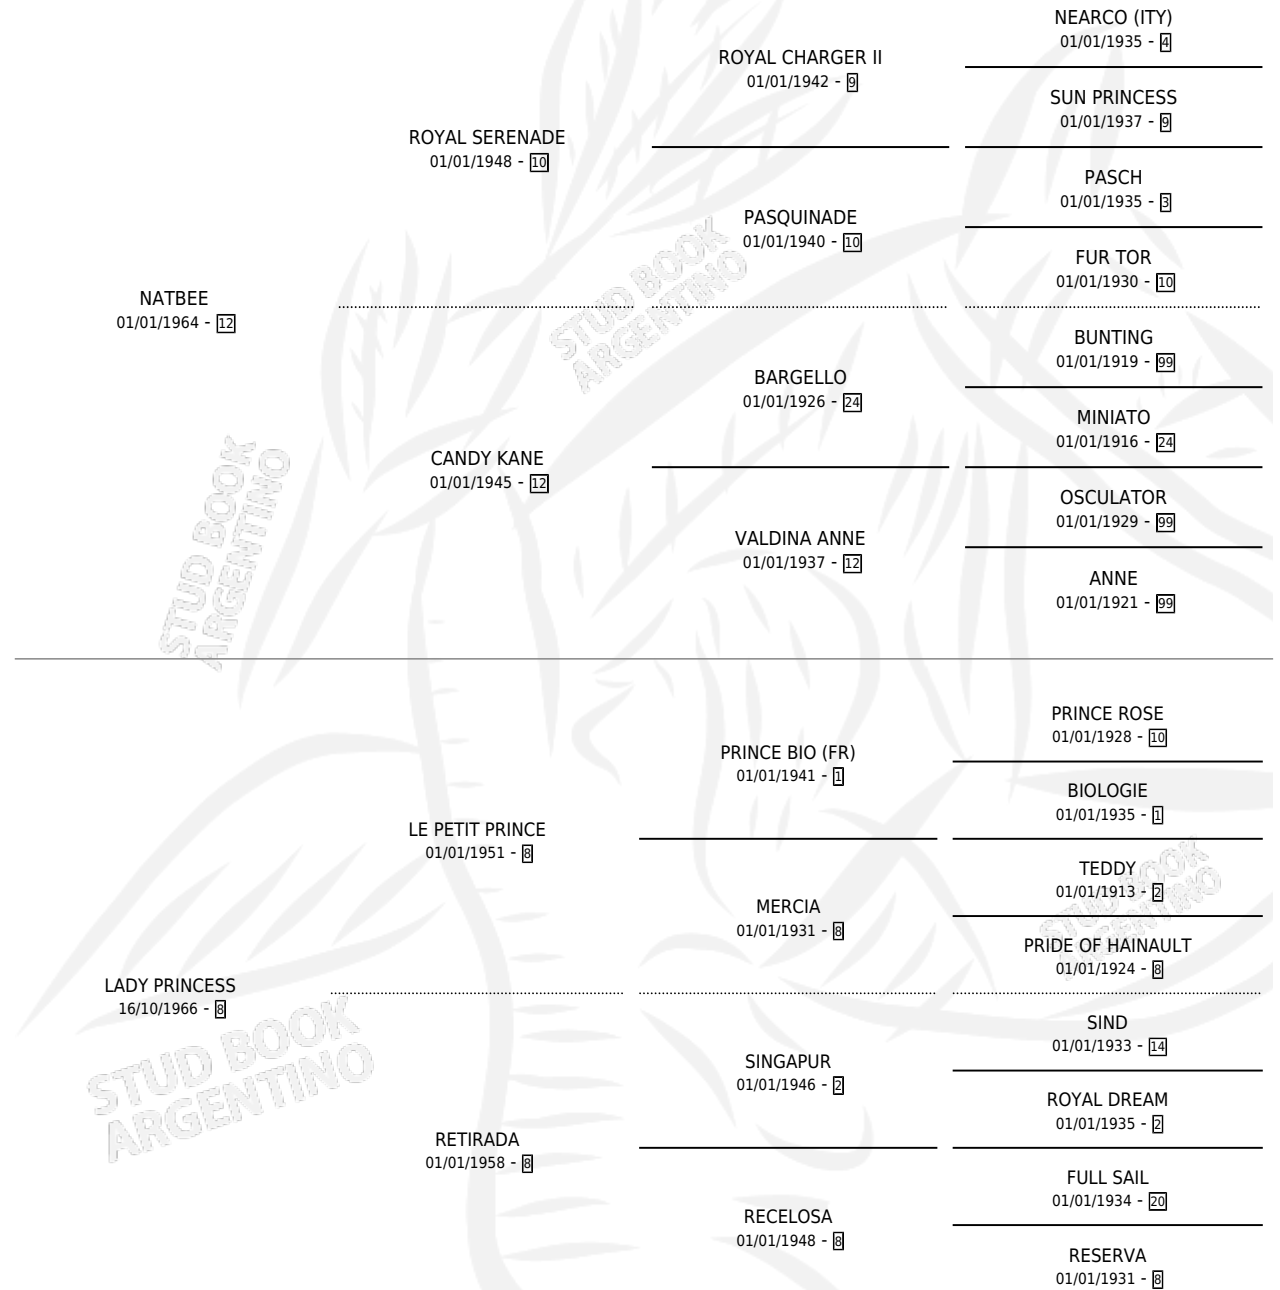 NEARCO (ITY)
01/01/1935 - 4
ROYAL CHARGER II
01/01/1942 - 9
SUN PRINCESS
01/01/1937 - 9
ROYAL SERENADE
01/01/1948 - 10
PASCH
01/01/1935 - 3
PASQUINADE
01/01/1940 - 10
FUR TOR
01/01/1930 - 10
NATBEE
01/01/1964 - 12
STUD BOOK
ARGENTINO
BUNTING
01/01/1919 - 99
BARGELLO
01/01/1926 - 24
MINIATO
01/01/1916 - 24
CANDY KANE
01/01/1945 - 12
OSCULATOR
01/01/1929 - 99
VALDINA ANNE
01/01/1937 - 12
ANNE
01/01/1921 - 99
STUD BOOK
ARGENTINO
PRINCE ROSE
01/01/1928 - 10
PRINCE BIO (FR)
01/01/1941 - 1
BIOLOGIE
01/01/1935 - 1
LE PETIT PRINCE
01/01/1951 - 8
TEDDY
01/01/1913 - 2
MERCIA
01/01/1931 - 8
STUD BOOK
ARGENTINO
PRIDE OF HAINAULT
01/01/1924 - 8
LADY PRINCESS
16/10/1966 - 8
STUD BOOK
ARGENTINO
SIND
01/01/1933 - 14
SINGAPUR
01/01/1946 - 2
ROYAL DREAM
01/01/1935 - 2
RETIRADA
01/01/1958 - 8
FULL SAIL
01/01/1934 - 20
RECELOSA
01/01/1948 - 8
RESERVA
01/01/1931 - 8